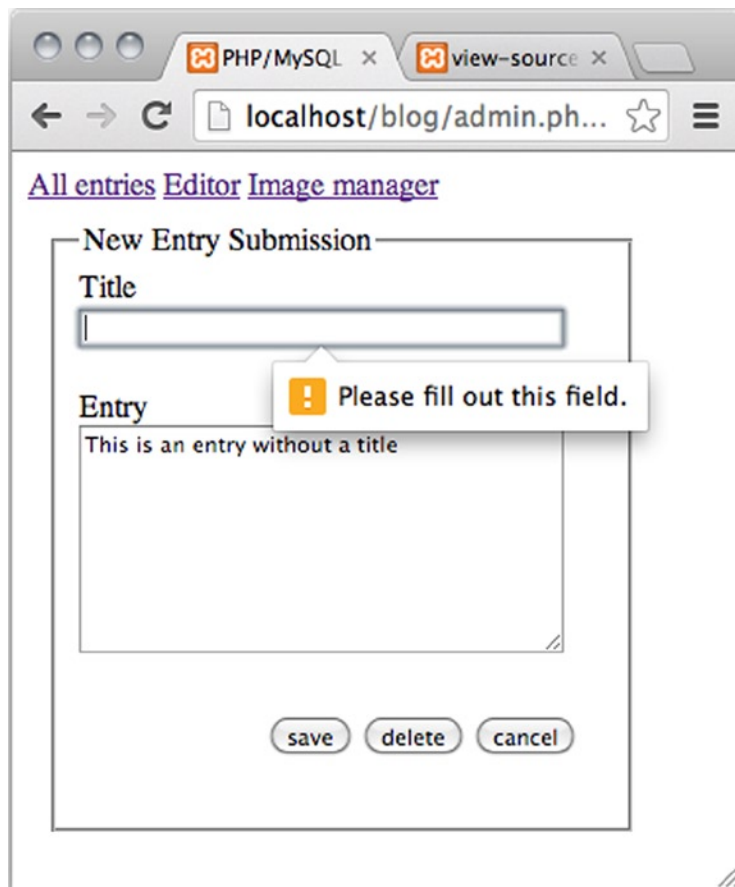 PHP/MySQL view-source
localhost/blog/admin.ph...
All entries Editor Image manager
New Entry Submission
Title
Please fill out this field.
Entry
This is an entry without a title
save delete cancel